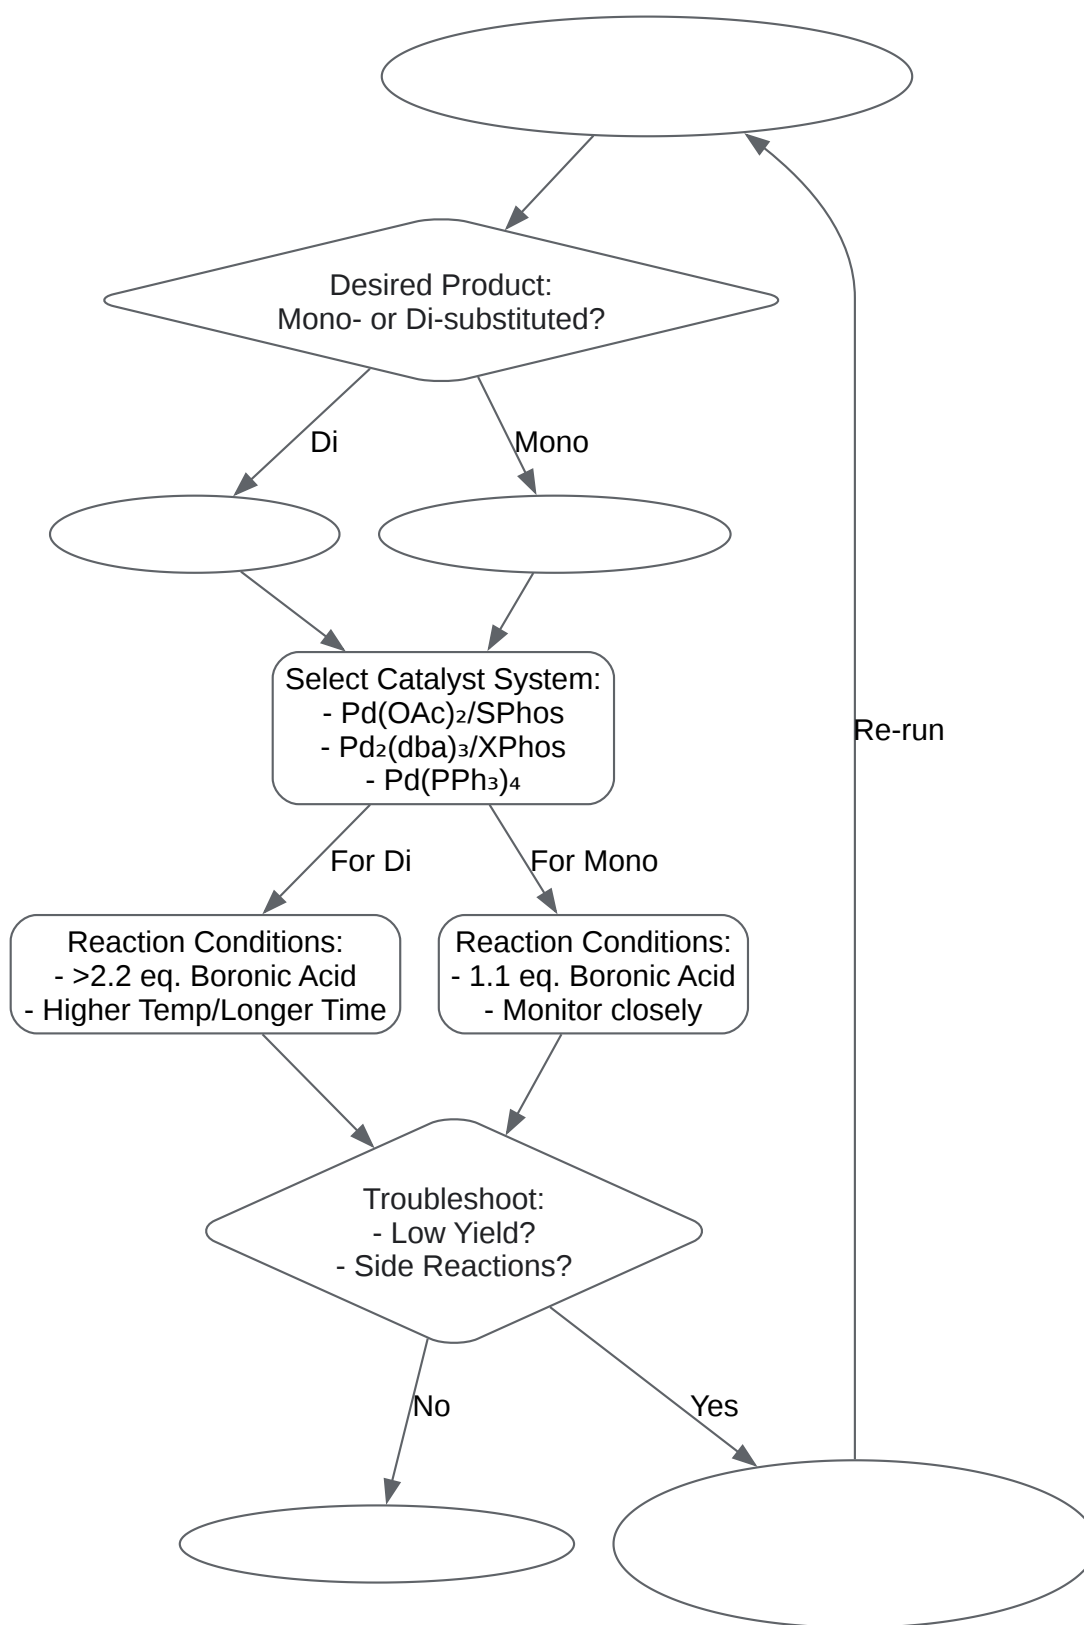 Desired Product:
Mono- or Di-substituted?
Di
Mono
Select Catalyst System:
- Pd(OAc)₂/SPhos
- Pd₂(dba)₃/XPhos
- Pd(PPh₃)₄
Re-run
For Di
For Mono
Reaction Conditions:
- >2.2 eq. Boronic Acid
- Higher Temp/Longer Time
Reaction Conditions:
- 1.1 eq. Boronic Acid
- Monitor closely
Troubleshoot:
- Low Yield?
- Side Reactions?
No
Yes